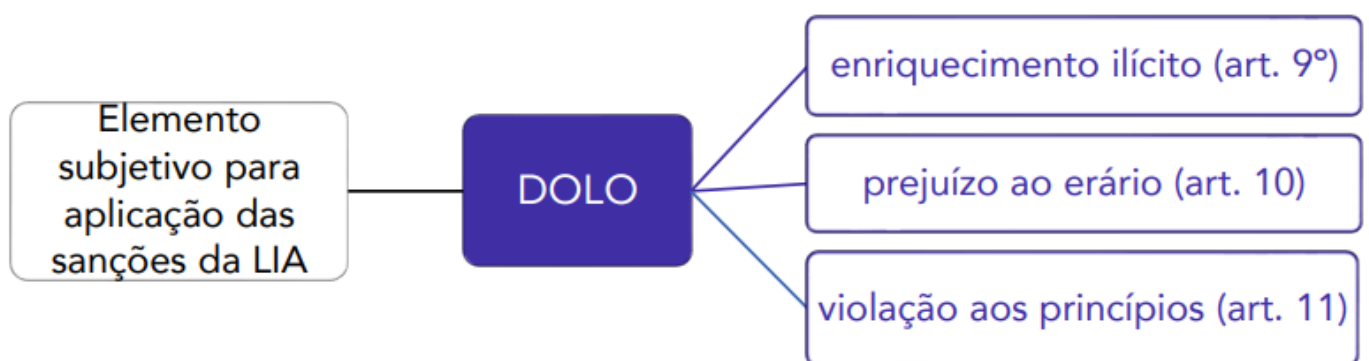 Elemento
subjetivo para
aplicação das
sanções da LIA
DOLO
enriquecimento ilícito (art. 9º)
prejuízo ao erário (art. 10)
violação aos princípios (art. 11)